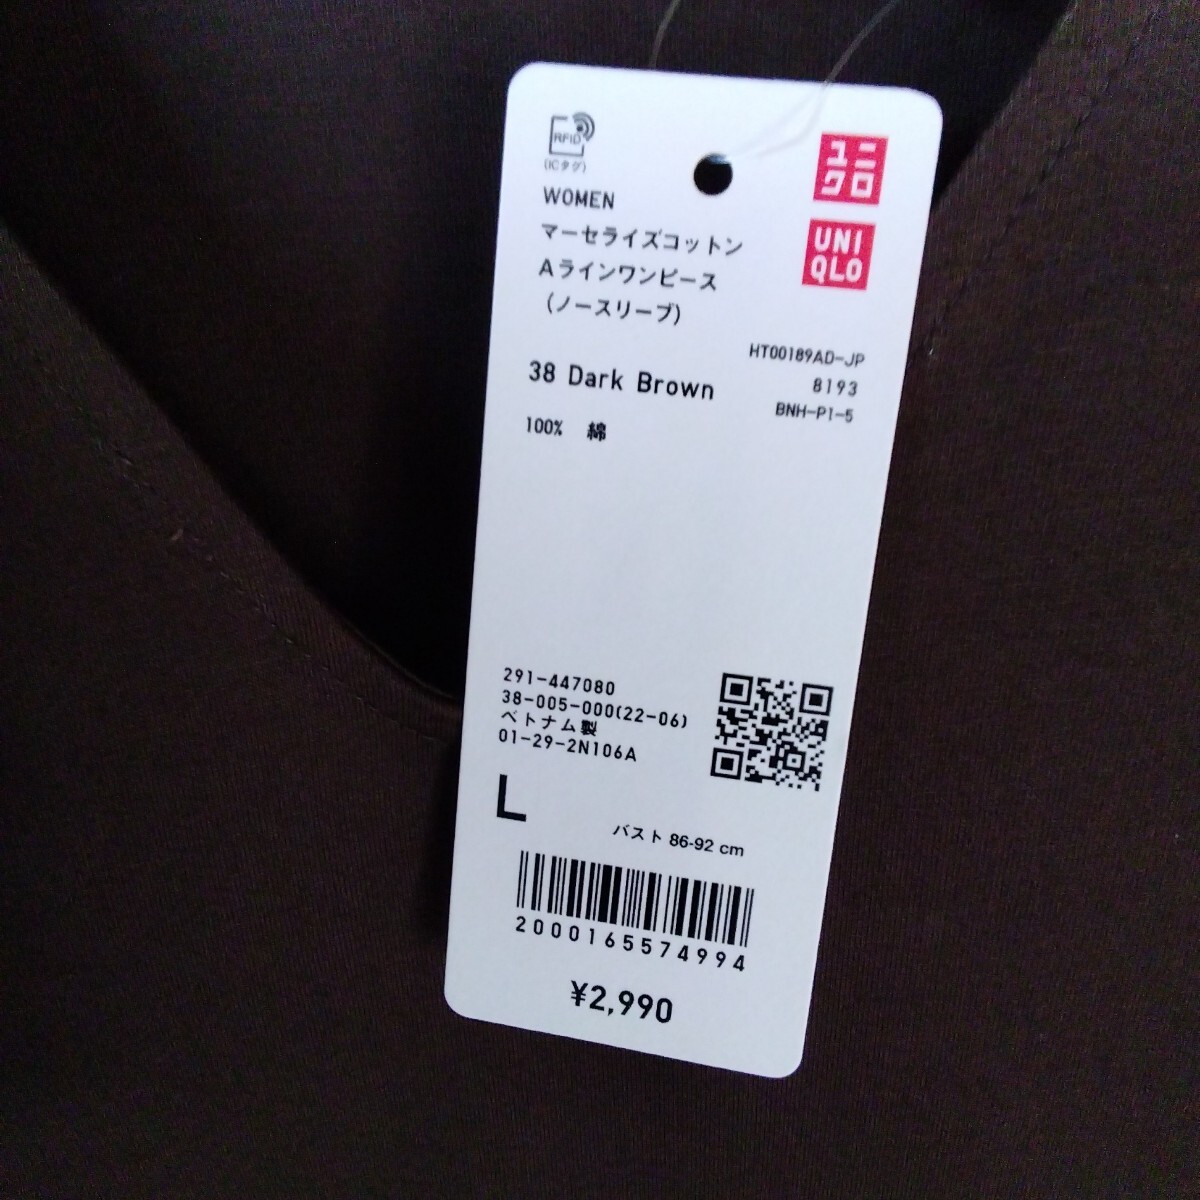 RFID
(ICタグ)
ユニ
クロ
UNI
QLO
WOMEN
マーセライズコットン
Aラインワンピース
(ノースリーブ)
HT00189AD-JP
8193
BNH-P1-5
38 Dark Brown
100% 綿
291-447080
38-005-000(22-06)
ベトナム製
01-29-2N106A
L
バスト 86-92 cm
2000165574994
¥2,990